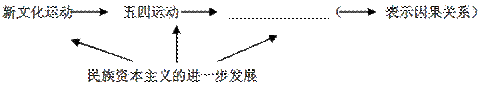 新文化运动 → 五四运动 → ………………（→ 表示因果关系）
民族资本主义的进一步发展